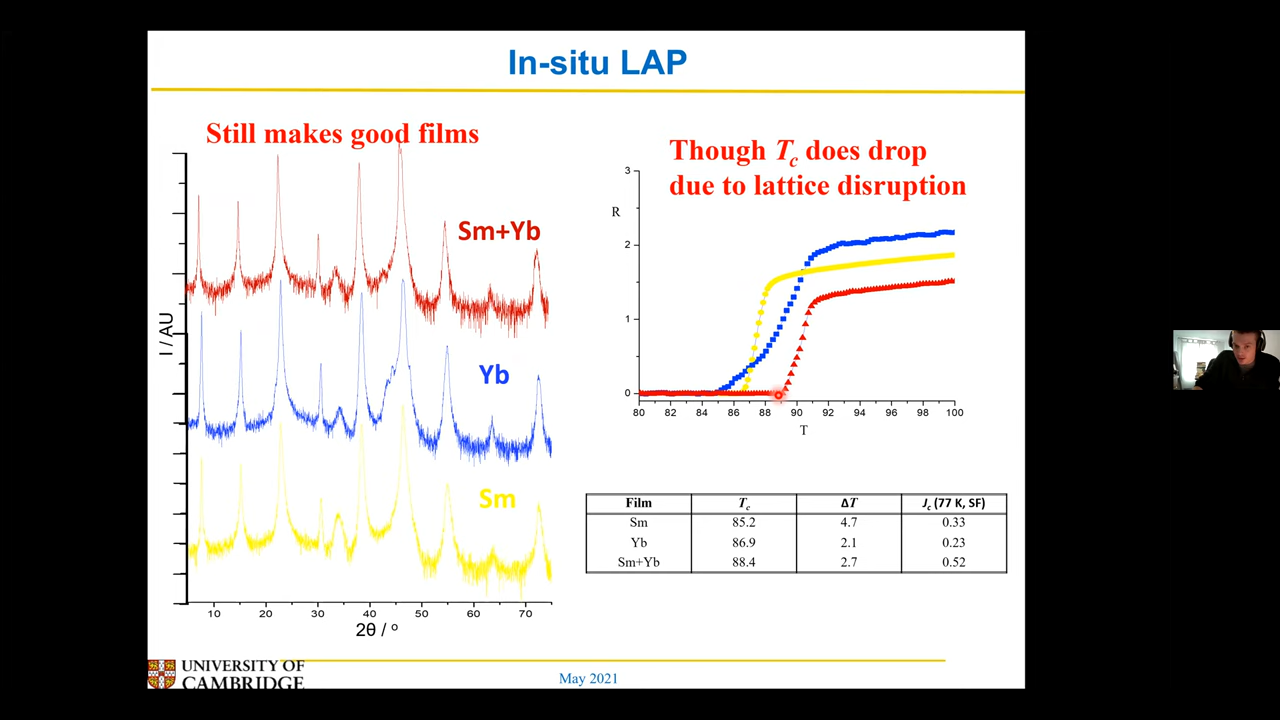 In-situ LAP
Still makes good films
Sm+Yb
Yb
Sm
I / AU
10 20 30 40 50 60 70
2θ / °
Though Tc does drop
due to lattice disruption
R
3
2
1
0
80 82 84 86 88 90 92 94 96 98 100
T
Film Tc ΔT Jc (77 K, SF)
Sm 85.2 4.7 0.33
Yb 86.9 2.1 0.23
Sm+Yb 88.4 2.7 0.52
UNIVERSITY OF
CAMBRIDGE
May 2021